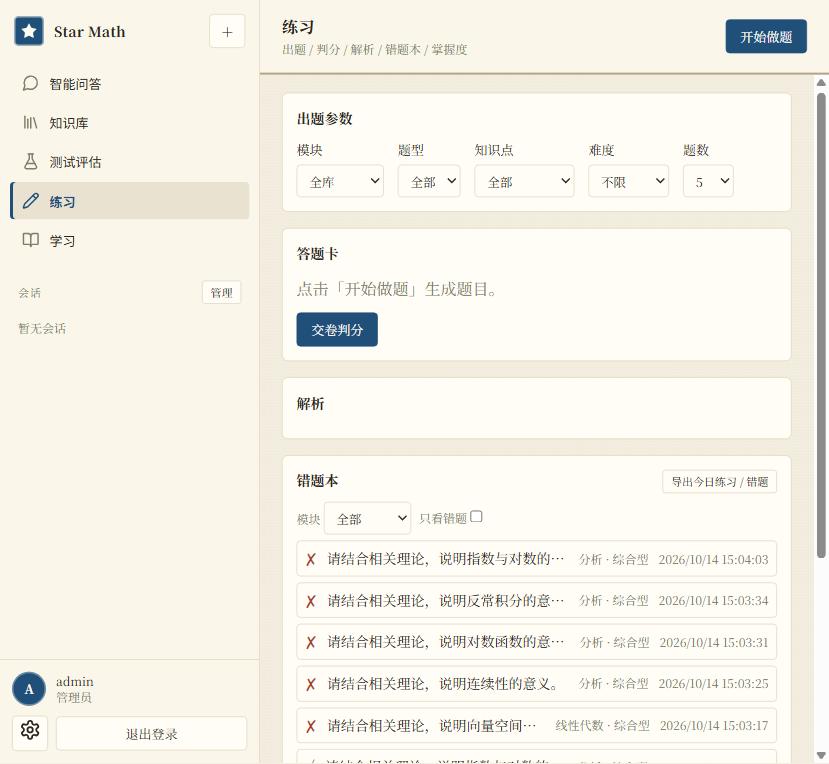 Star Math
+
智能问答
知识库
测试评估
练习
学习
会话
管理
暂无会话
A
admin
管理员
退出登录
练习
出题 / 判分 / 解析 / 错题本 / 掌握度
开始做题
出题参数
模块 题型 知识点 难度 题数
全库 全部 全部 不限 5
答题卡
点击「开始做题」生成题目。
交卷判分
解析
错题本
导出今日练习 / 错题
模块 全部 只看错题
✗ 请结合相关理论，说明指数与对数的… 分析 · 综合型 2026/10/14 15:04:03
✗ 请结合相关理论，说明反常积分的意… 分析 · 综合型 2026/10/14 15:03:34
✗ 请结合相关理论，说明对数函数的意… 分析 · 综合型 2026/10/14 15:03:31
✗ 请结合相关理论，说明连续性的意义。 分析 · 综合型 2026/10/14 15:03:25
✗ 请结合相关理论，说明向量空间… 线性代数 · 综合型 2026/10/14 15:03:17